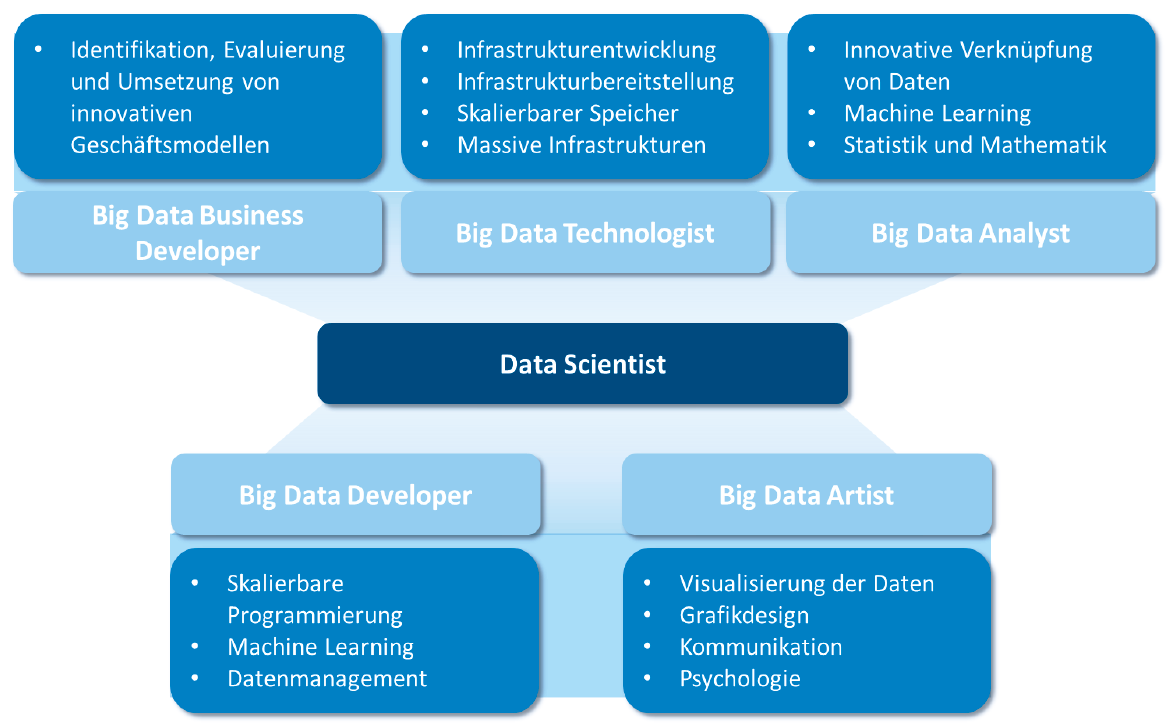 • Identifikation, Evaluierung
und Umsetzung von
innovativen
Geschäftsmodellen
• Infrastrukturentwicklung
• Infrastrukturbereitstellung
• Skalierbarer Speicher
• Massive Infrastrukturen
• Innovative Verknüpfung
von Daten
• Machine Learning
• Statistik und Mathematik
Big Data Business
Developer
Big Data Technologist
Big Data Analyst
Data Scientist
Big Data Developer
Big Data Artist
• Skalierbare
Programmierung
• Machine Learning
• Datenmanagement
• Visualisierung der Daten
• Grafikdesign
• Kommunikation
• Psychologie